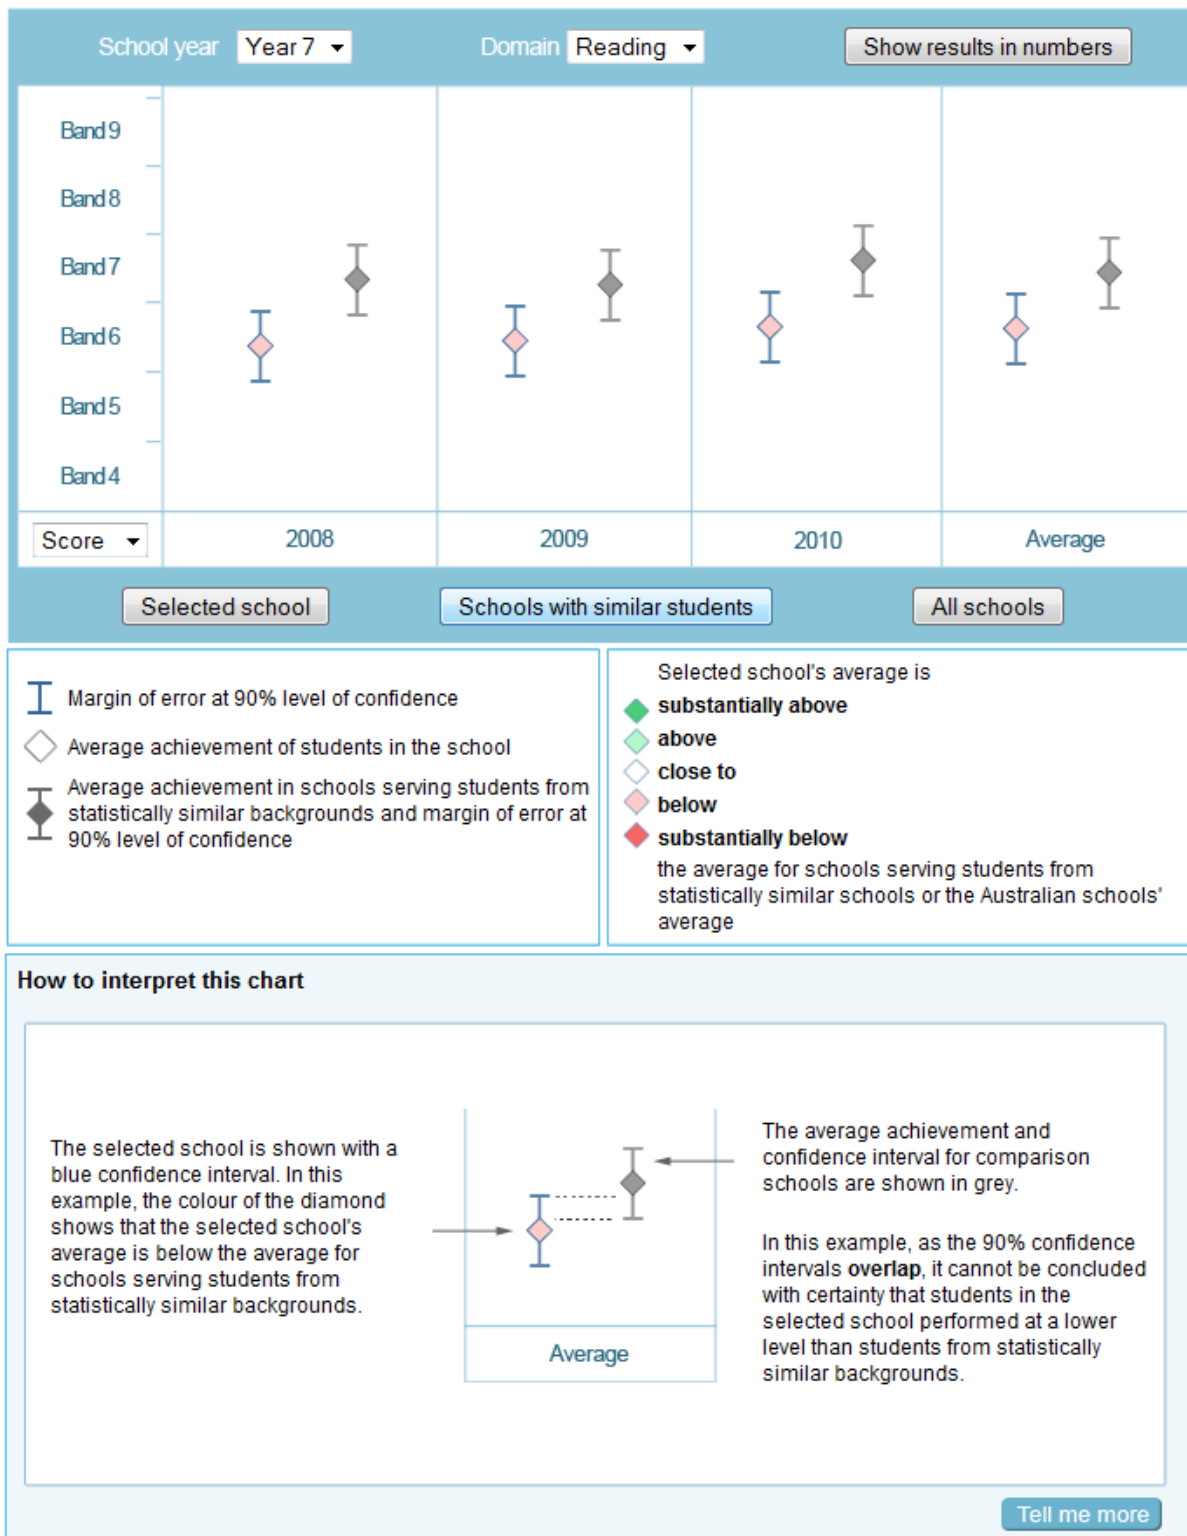 School year Year 7 Domain Reading Show results in numbers
Band 9
Band 8
Band 7
Band 6
Band 5
Band 4
Score 2008 2009 2010 Average
Selected school Schools with similar students All schools
Margin of error at 90% level of confidence
Average achievement of students in the school
Average achievement in schools serving students from
statistically similar backgrounds and margin of error at
90% level of confidence
Selected school's average is
substantially above
above
close to
below
substantially below
the average for schools serving students from
statistically similar schools or the Australian schools'
average
How to interpret this chart
The selected school is shown with a
blue confidence interval. In this
example, the colour of the diamond
shows that the selected school's
average is below the average for
schools serving students from
statistically similar backgrounds.
Average
The average achievement and
confidence interval for comparison
schools are shown in grey.
In this example, as the 90% confidence
intervals overlap, it cannot be concluded
with certainty that students in the
selected school performed at a lower
level than students from statistically
similar backgrounds.
Tell me more